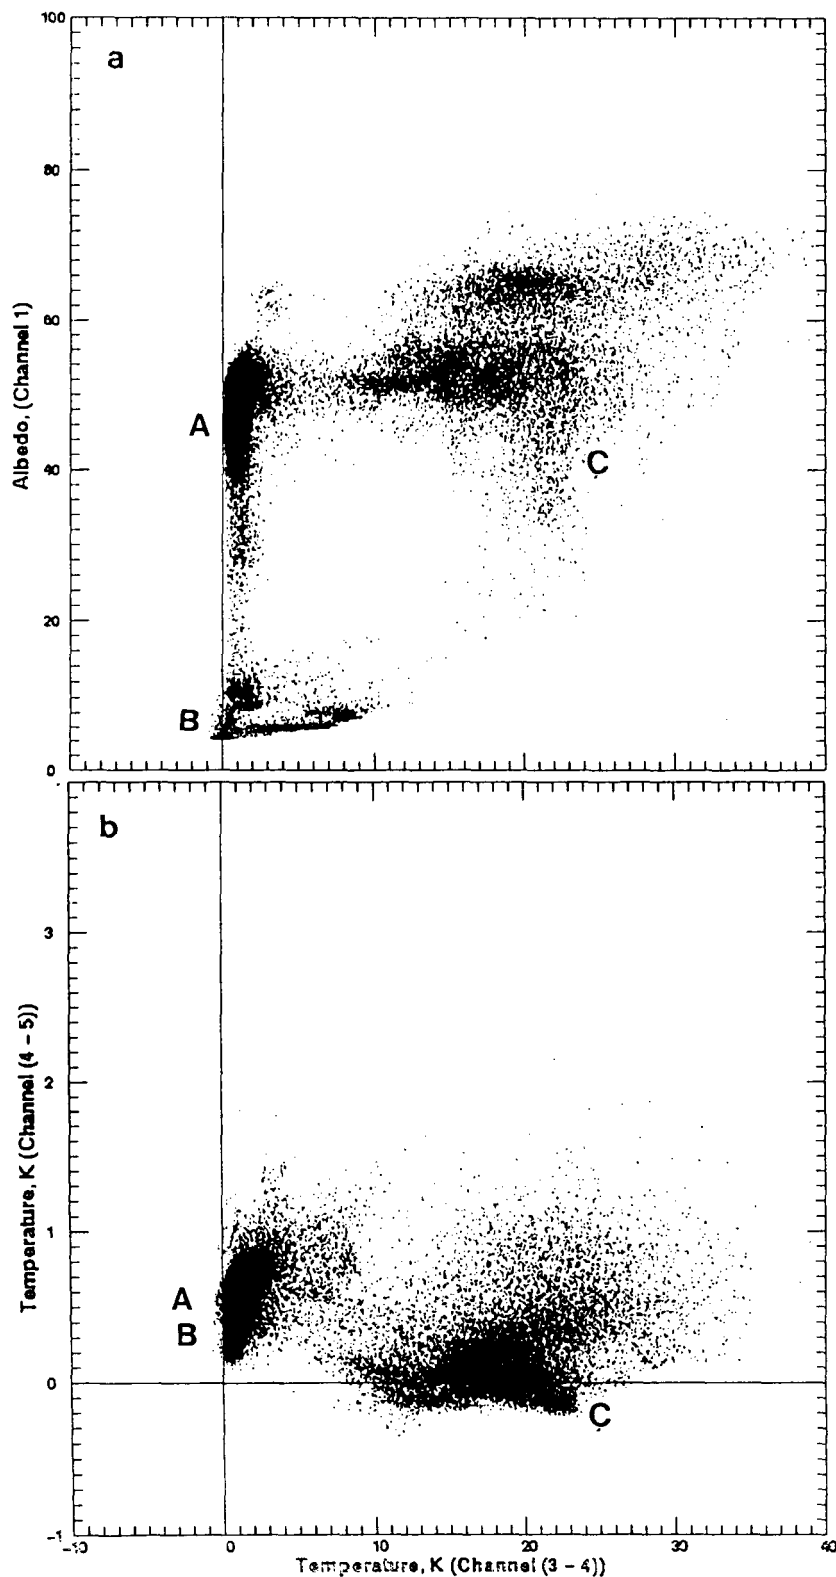 100
a
80
60
40
20
0
Albedo, (Channel 1)
A
B
C
b
3
2
1
0
-1
Temperature, K (Channel (4 - 5))
A
B
C
-10 0 10 20 30 40
Temperature, K (Channel (3 - 4))